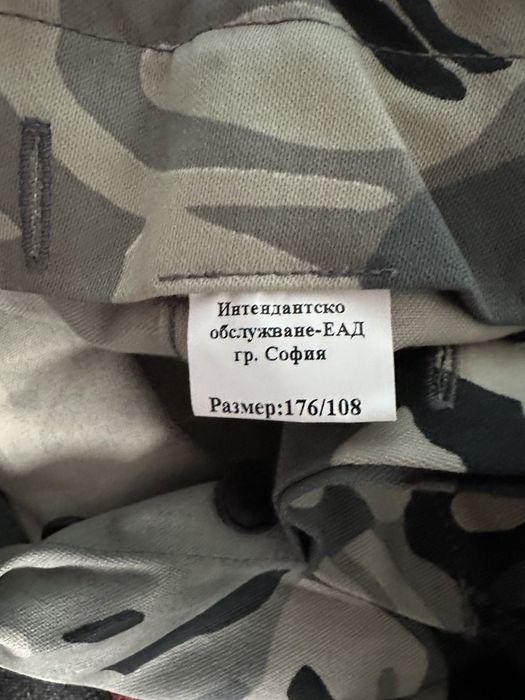 Интендантско
обслужване-ЕАД
гр. София
Размер:176/108